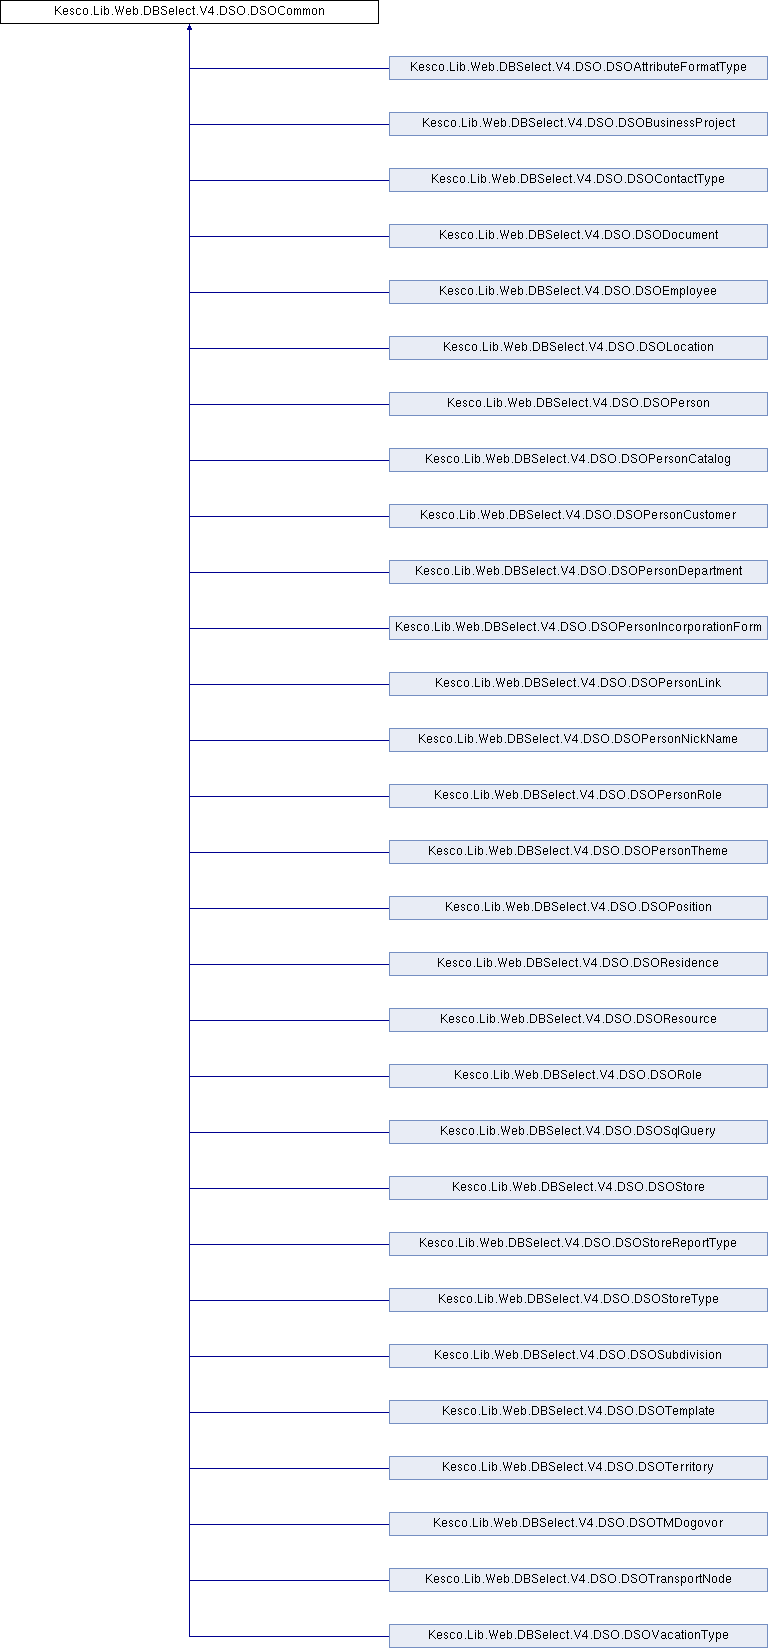 Kesco.Lib.Web.DBSelect.V4.DSO.DSOCommon
Kesco.Lib.Web.DBSelect.V4.DSO.DSOAttributeFormatType
Kesco.Lib.Web.DBSelect.V4.DSO.DSOBusinessProject
Kesco.Lib.Web.DBSelect.V4.DSO.DSOContactType
Kesco.Lib.Web.DBSelect.V4.DSO.DSODocument
Kesco.Lib.Web.DBSelect.V4.DSO.DSOEmployee
Kesco.Lib.Web.DBSelect.V4.DSO.DSOLocation
Kesco.Lib.Web.DBSelect.V4.DSO.DSOPerson
Kesco.Lib.Web.DBSelect.V4.DSO.DSOPersonCatalog
Kesco.Lib.Web.DBSelect.V4.DSO.DSOPersonCustomer
Kesco.Lib.Web.DBSelect.V4.DSO.DSOPersonDepartment
Kesco.Lib.Web.DBSelect.V4.DSO.DSOPersonIncorporationForm
Kesco.Lib.Web.DBSelect.V4.DSO.DSOPersonLink
Kesco.Lib.Web.DBSelect.V4.DSO.DSOPersonNickName
Kesco.Lib.Web.DBSelect.V4.DSO.DSOPersonRole
Kesco.Lib.Web.DBSelect.V4.DSO.DSOPersonTheme
Kesco.Lib.Web.DBSelect.V4.DSO.DSOPosition
Kesco.Lib.Web.DBSelect.V4.DSO.DSOResidence
Kesco.Lib.Web.DBSelect.V4.DSO.DSOResource
Kesco.Lib.Web.DBSelect.V4.DSO.DSORole
Kesco.Lib.Web.DBSelect.V4.DSO.DSOSqlQuery
Kesco.Lib.Web.DBSelect.V4.DSO.DSOStore
Kesco.Lib.Web.DBSelect.V4.DSO.DSOStoreReportType
Kesco.Lib.Web.DBSelect.V4.DSO.DSOStoreType
Kesco.Lib.Web.DBSelect.V4.DSO.DSOSubdivision
Kesco.Lib.Web.DBSelect.V4.DSO.DSOTemplate
Kesco.Lib.Web.DBSelect.V4.DSO.DSOTerritory
Kesco.Lib.Web.DBSelect.V4.DSO.DSOTMDogovor
Kesco.Lib.Web.DBSelect.V4.DSO.DSOTransportNode
Kesco.Lib.Web.DBSelect.V4.DSO.DSOVacationType